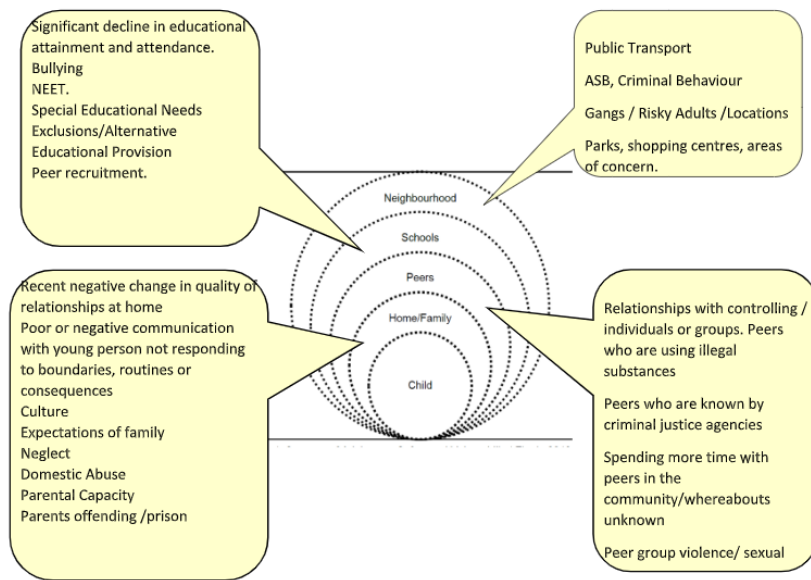 Significant decline in educational
attainment and attendance.
Bullying
NEET.
Special Educational Needs
Exclusions/Alternative
Educational Provision
Peer recruitment.
Public Transport
ASB, Criminal Behaviour
Gangs / Risky Adults /Locations
Parks, shopping centres, areas
of concern.
Neighbourhood
Schools
Peers
Home/Family
Child
Recent negative change in quality of
relationships at home
Poor or negative communication
with young person not responding
to boundaries, routines or
consequences
Culture
Expectations of family
Neglect
Domestic Abuse
Parental Capacity
Parents offending /prison
Relationships with controlling /
individuals or groups. Peers
who are using illegal
substances
Peers who are known by
criminal justice agencies
Spending more time with
peers in the
community/whereabouts
unknown
Peer group violence/ sexual